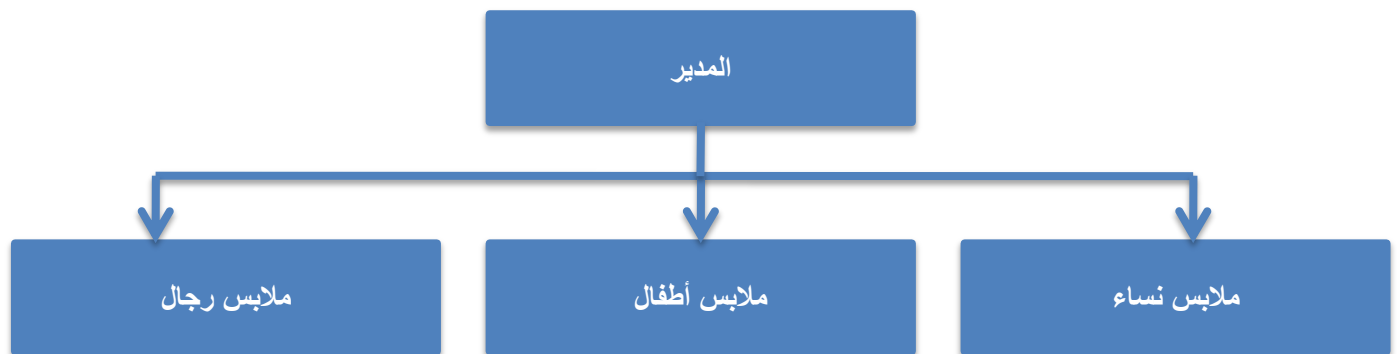 المدير
ملابس نساء
ملابس أطفال
ملابس رجال